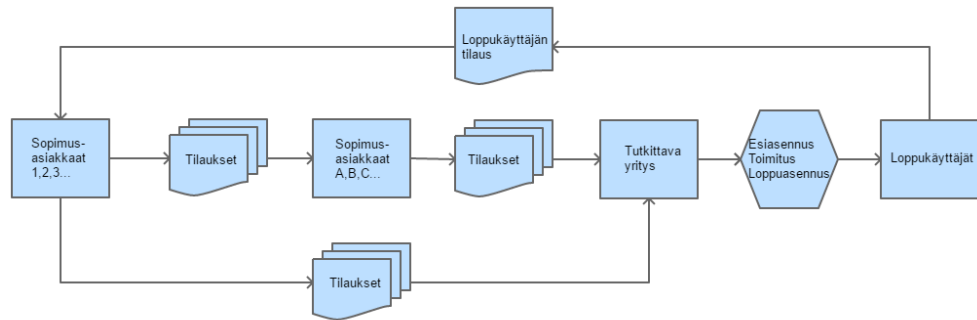 Loppukäyttäjän
tilaus
Sopimus-
asiakkaat
1,2,3...
Tilaukset
Sopimus-
asiakkaat
A,B,C...
Tilaukset
Tutkittava
yritys
Esiasennus
Toimitus
Loppuasennus
Loppukäyttäjät
Tilaukset